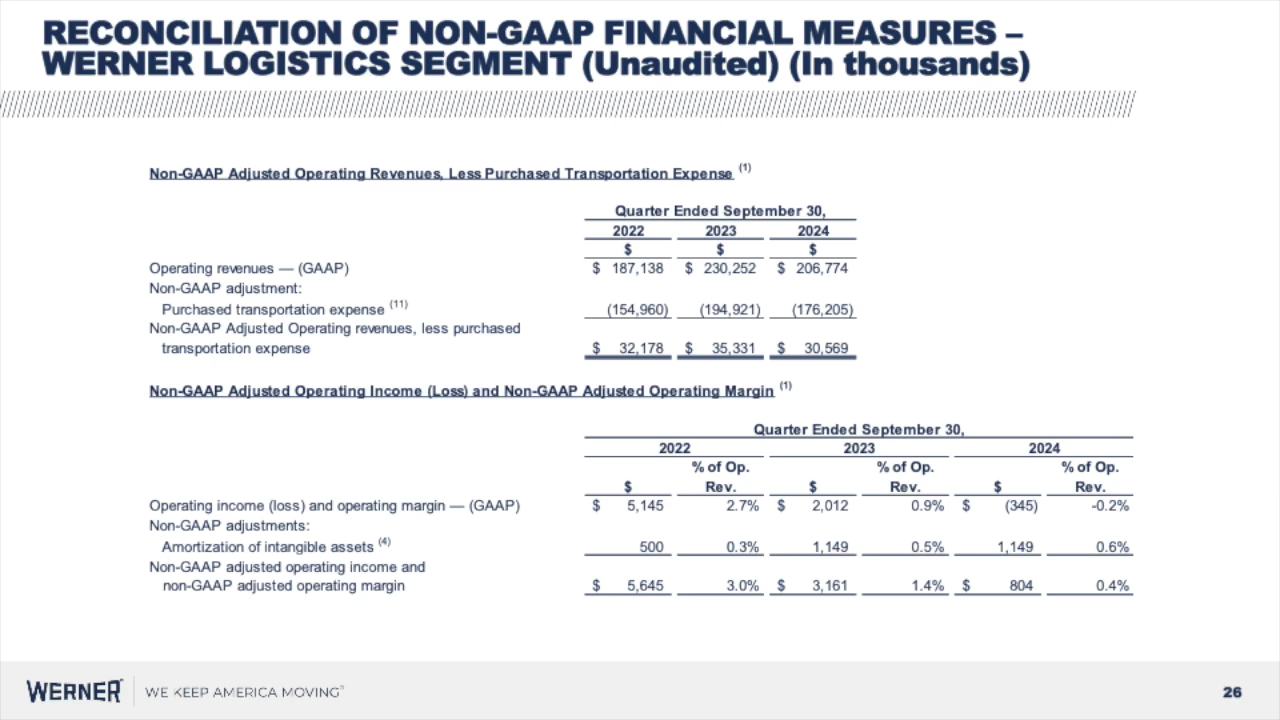 RECONCILIATION OF NON-GAAP FINANCIAL MEASURES –
WERNER LOGISTICS SEGMENT (Unaudited) (In thousands)
Non-GAAP Adjusted Operating Revenues, Less Purchased Transportation Expense (1)
Quarter Ended September 30,
2022 2023 2024
$ $ $
Operating revenues — (GAAP) $ 187,138 $ 230,252 $ 206,774
Non-GAAP adjustment:
Purchased transportation expense (11) (154,960) (194,921) (176,205)
Non-GAAP Adjusted Operating revenues, less purchased
transportation expense $ 32,178 $ 35,331 $ 30,569
Non-GAAP Adjusted Operating Income (Loss) and Non-GAAP Adjusted Operating Margin (1)
Quarter Ended September 30,
2022 2023 2024
% of Op. % of Op. % of Op.
$ Rev. $ Rev. $ Rev.
Operating income (loss) and operating margin — (GAAP) $ 5,145 2.7% $ 2,012 0.9% $ (345) -0.2%
Non-GAAP adjustments:
Amortization of intangible assets (4) 500 0.3% 1,149 0.5% 1,149 0.6%
Non-GAAP adjusted operating income and
non-GAAP adjusted operating margin $ 5,645 3.0% $ 3,161 1.4% $ 804 0.4%
WERNER WE KEEP AMERICA MOVING 26